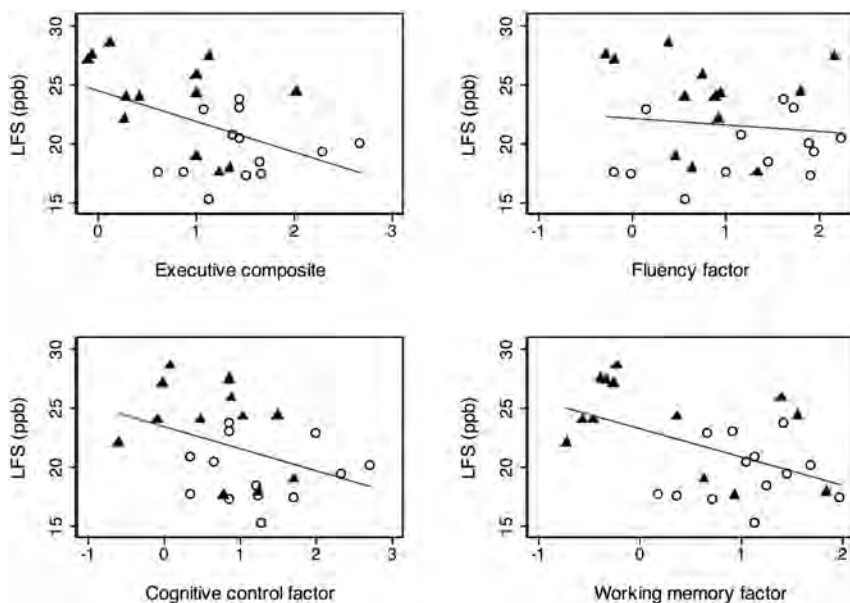 30
25
20
15
LFS (ppb)
0 1 2 3
Executive composite
30
25
20
15
LFS (ppb)
-1 0 1 2
Fluency factor
30
25
20
15
LFS (ppb)
-1 0 1 2 3
Cognitive control factor
30
25
20
15
LFS (ppb)
-1 0 1 2
Working memory factor